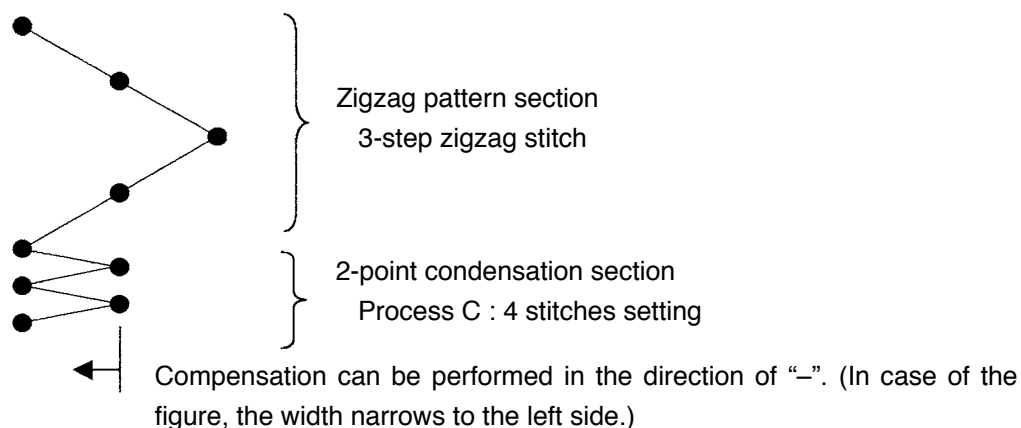 Zigzag pattern section
3-step zigzag stitch
2-point condensation section
Process C : 4 stitches setting
Compensation can be performed in the direction of “–”. (In case of the
figure, the width narrows to the left side.)